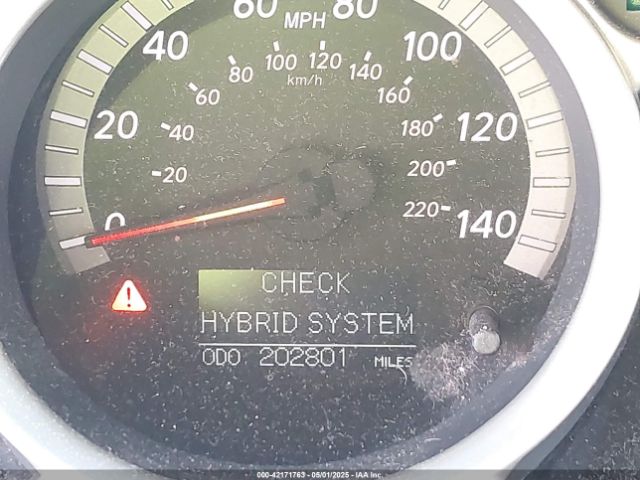 60 80
MPH
40 100
100 120
80 140
km/h
60 160
20 40 180 120
20 200
0 220 140
CHECK
HYBRID SYSTEM
ODO 202801 MILES
000-42171763 - 05/01/2025 - IAA Inc.